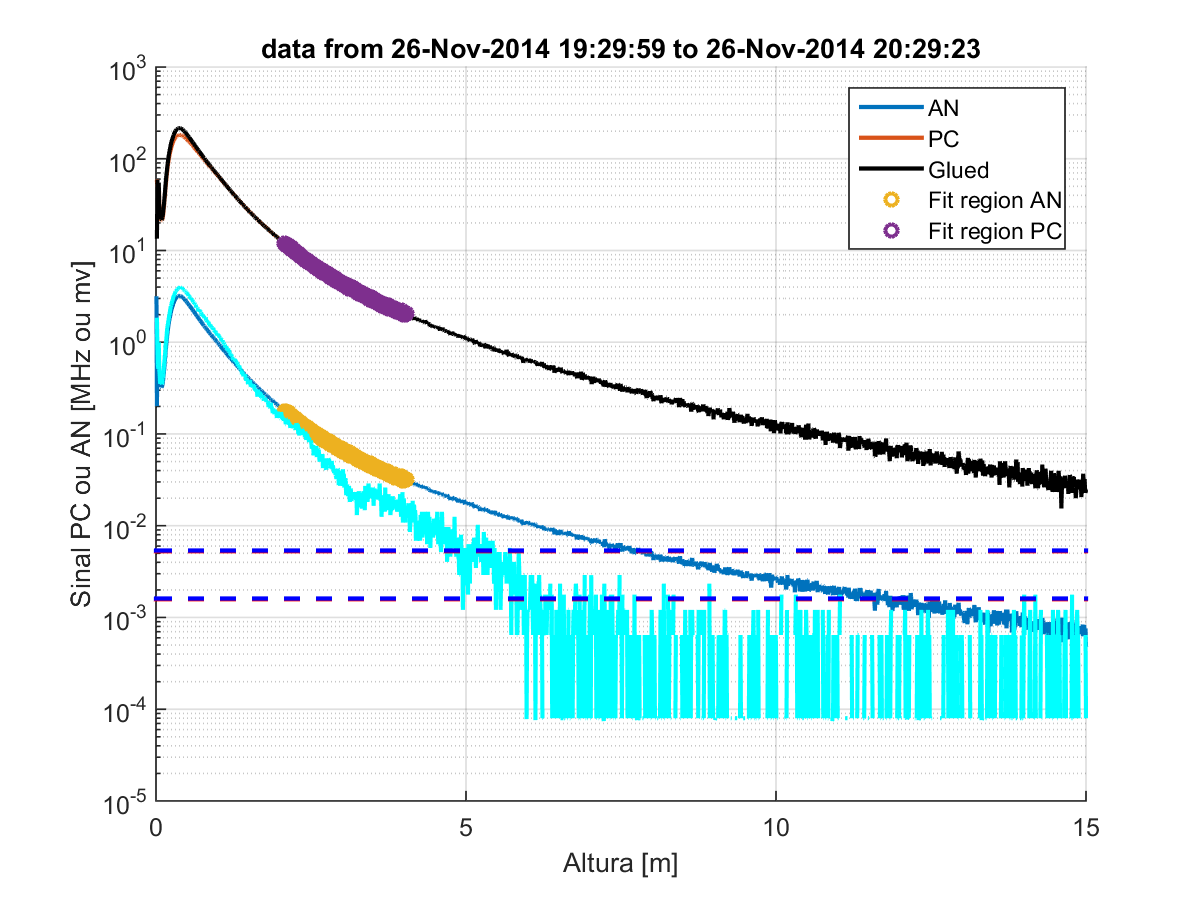 data from 26-Nov-2014 19:29:59 to 26-Nov-2014 20:29:23
Sinal PC ou AN [MHz ou mv]
10^3
10^2
10^1
10^0
10^-1
10^-2
10^-3
10^-4
10^-5
AN
PC
Glued
Fit region AN
Fit region PC
0 5 10 15
Altura [m]